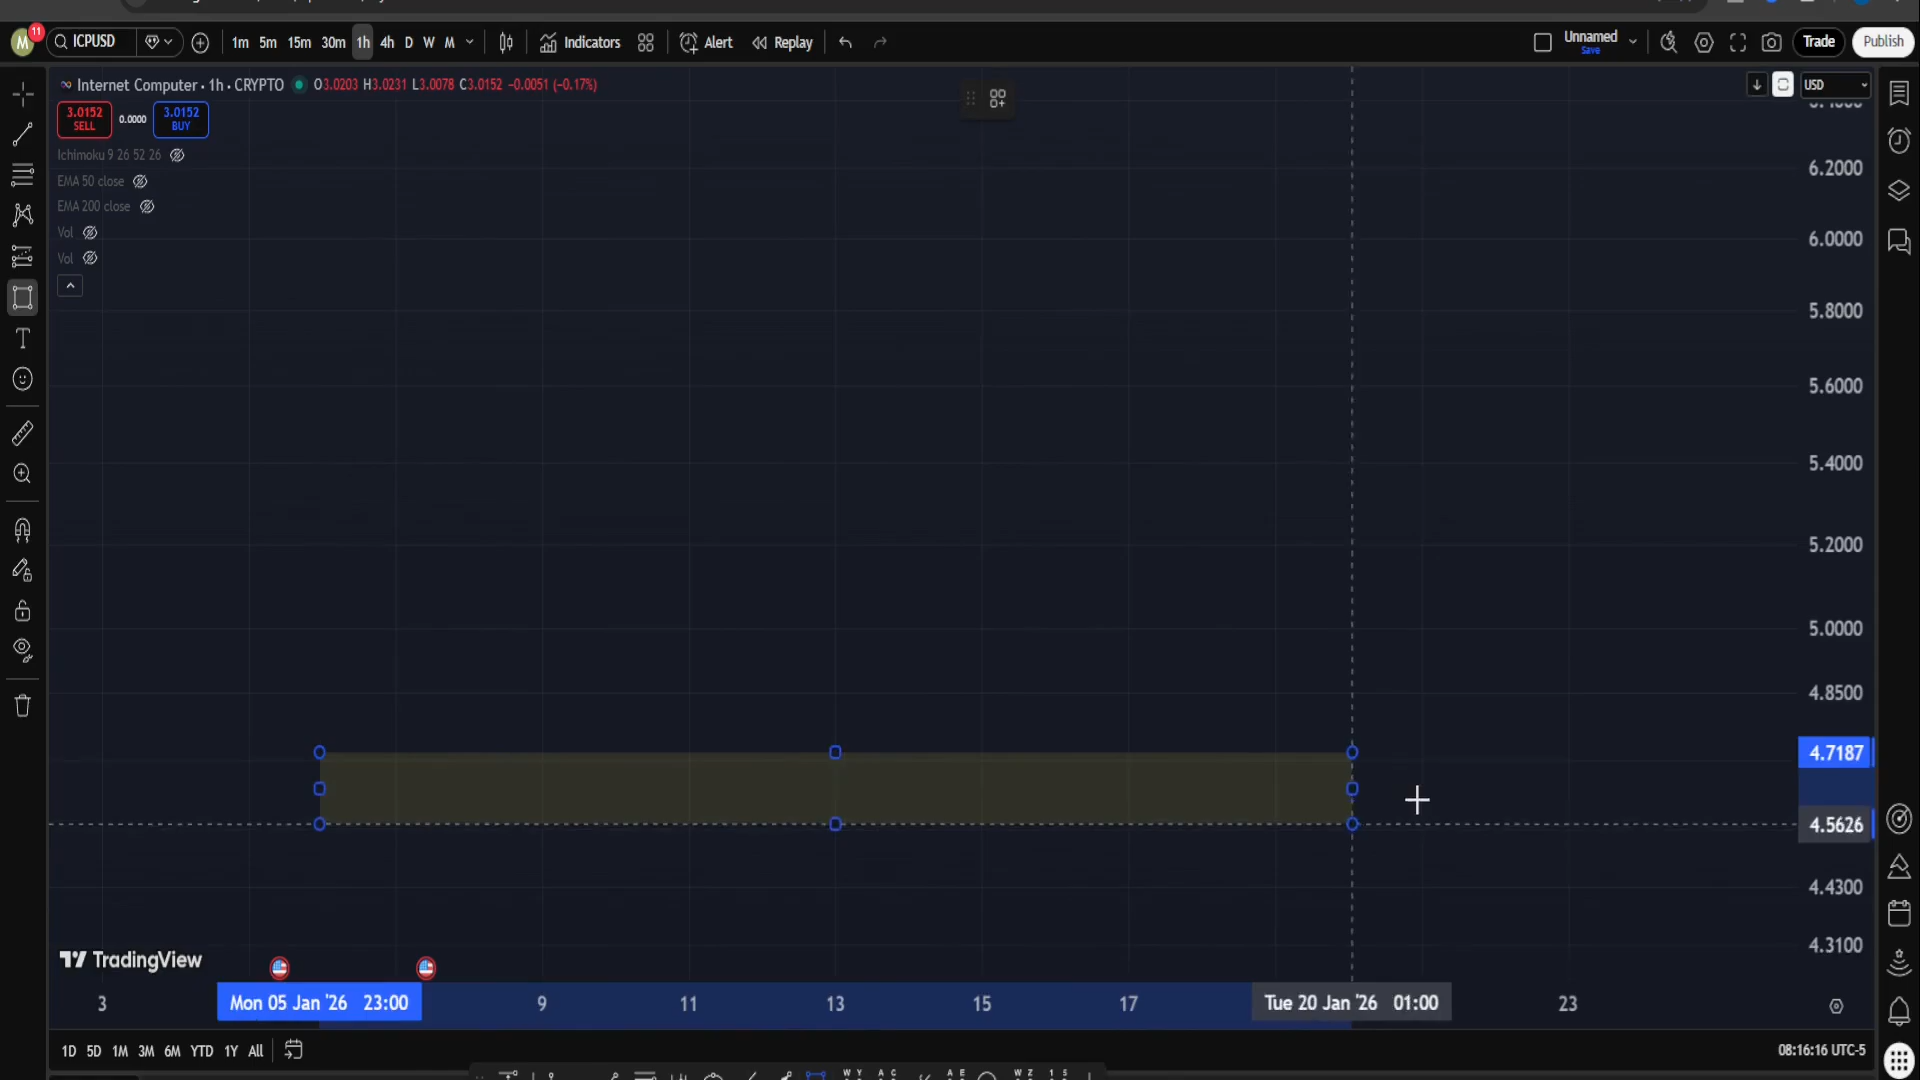 M 11 ICPUSD 1m 5m 15m 30m 1h 4h D W M Indicators Alert Replay Unnamed Save Trade Publish
Internet Computer · 1h · CRYPTO O3.0203 H3.0231 L3.0078 C3.0152 −0.0051 (−0.17%)
USD
3.0152 SELL 0.0000 3.0152 BUY
Ichimoku 9 26 52 26
EMA 50 close
EMA 200 close
Vol
Vol
6.2000
6.0000
5.8000
5.6000
5.4000
5.2000
5.0000
4.8500
4.7187
4.5626
4.4300
4.3100
TradingView
3 Mon 05 Jan '26 23:00 9 11 13 15 17 Tue 20 Jan '26 01:00 23
1D 5D 1M 3M 6M YTD 1Y All 08:16:16 UTC-5